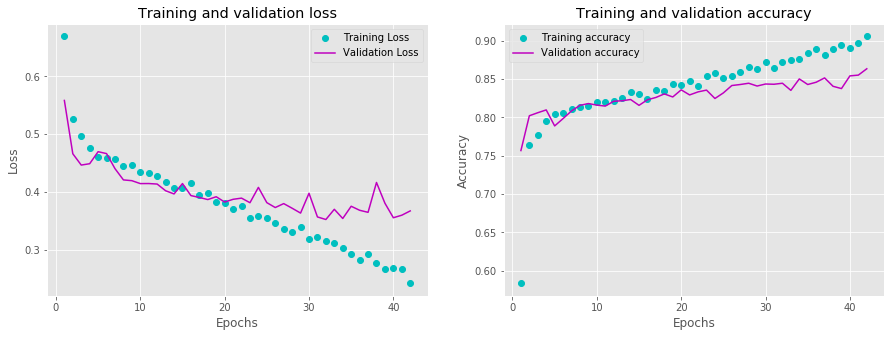 Training and validation loss
Training Loss
Validation Loss
0.6
0.5
0.4
0.3
Loss
0
10
20
30
40
Epochs
Training and validation accuracy
Training accuracy
Validation accuracy
0.90
0.85
0.80
0.75
0.70
0.65
0.60
Accuracy
0
10
20
30
40
Epochs